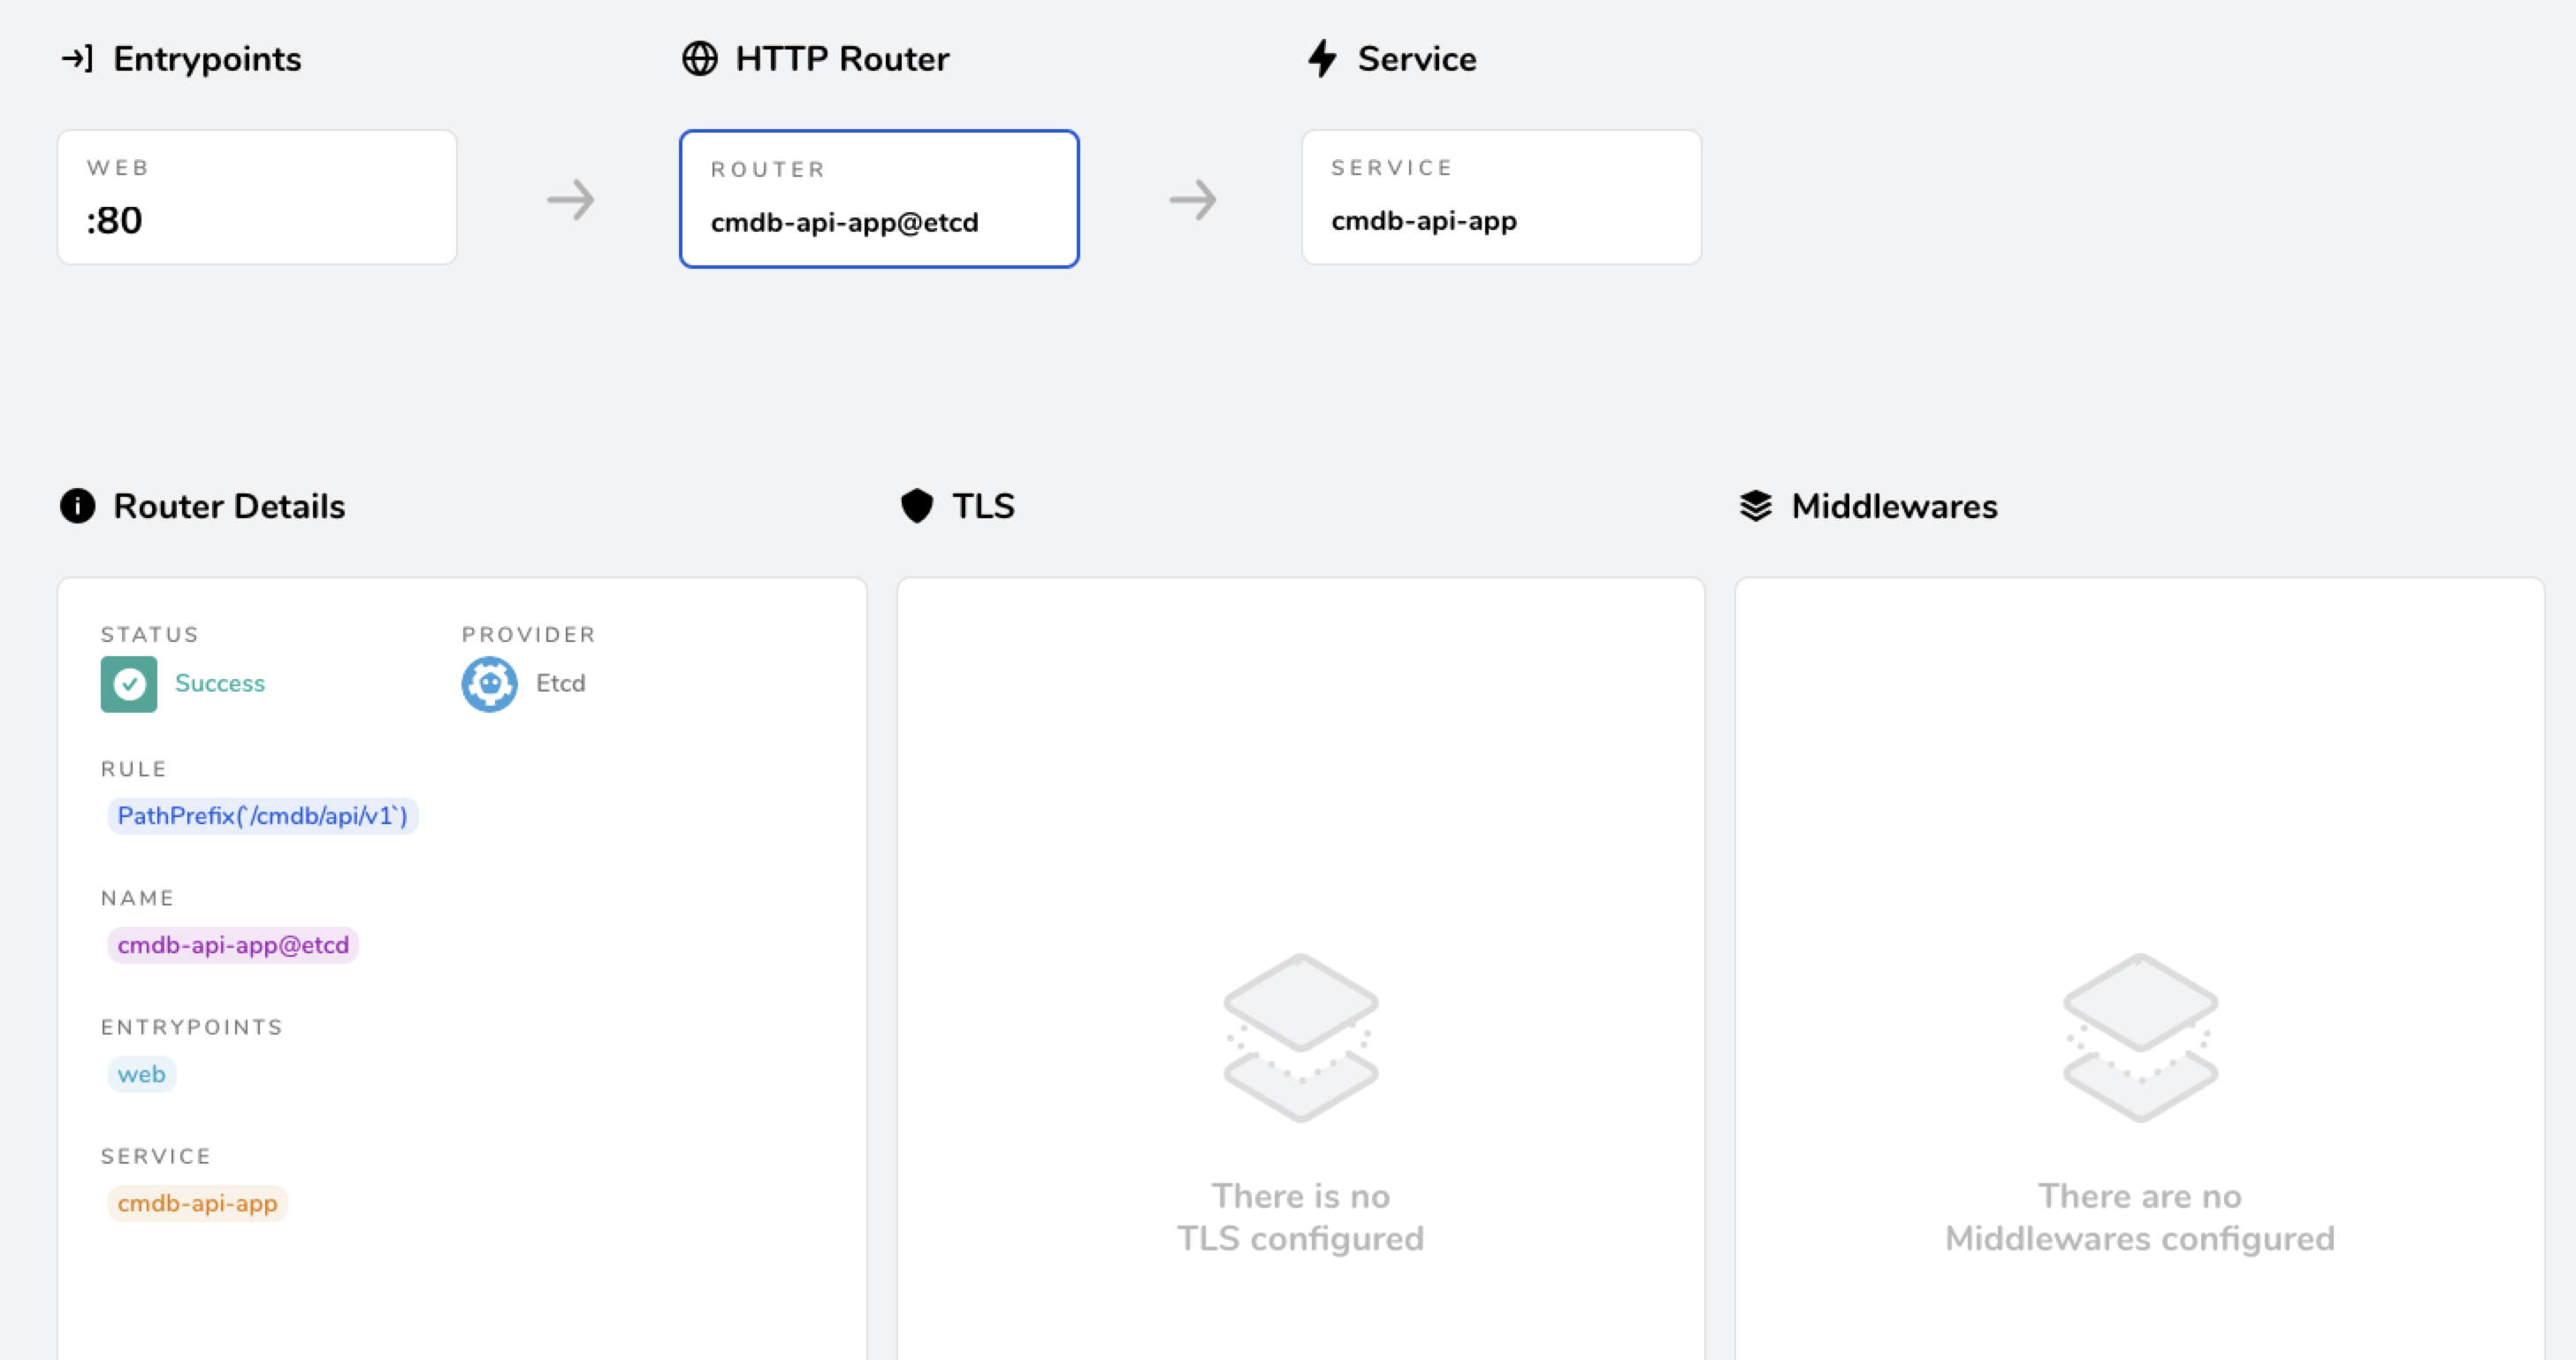 Entrypoints
HTTP Router
Service
WEB
:80
ROUTER
cmdb-api-app@etcd
SERVICE
cmdb-api-app
Router Details
TLS
Middlewares
STATUS
Success
PROVIDER
Etcd
RULE
PathPrefix(`/cmdb/api/v1`)
NAME
cmdb-api-app@etcd
ENTRYPOINTS
web
SERVICE
cmdb-api-app
There is no
TLS configured
There are no
Middlewares configured